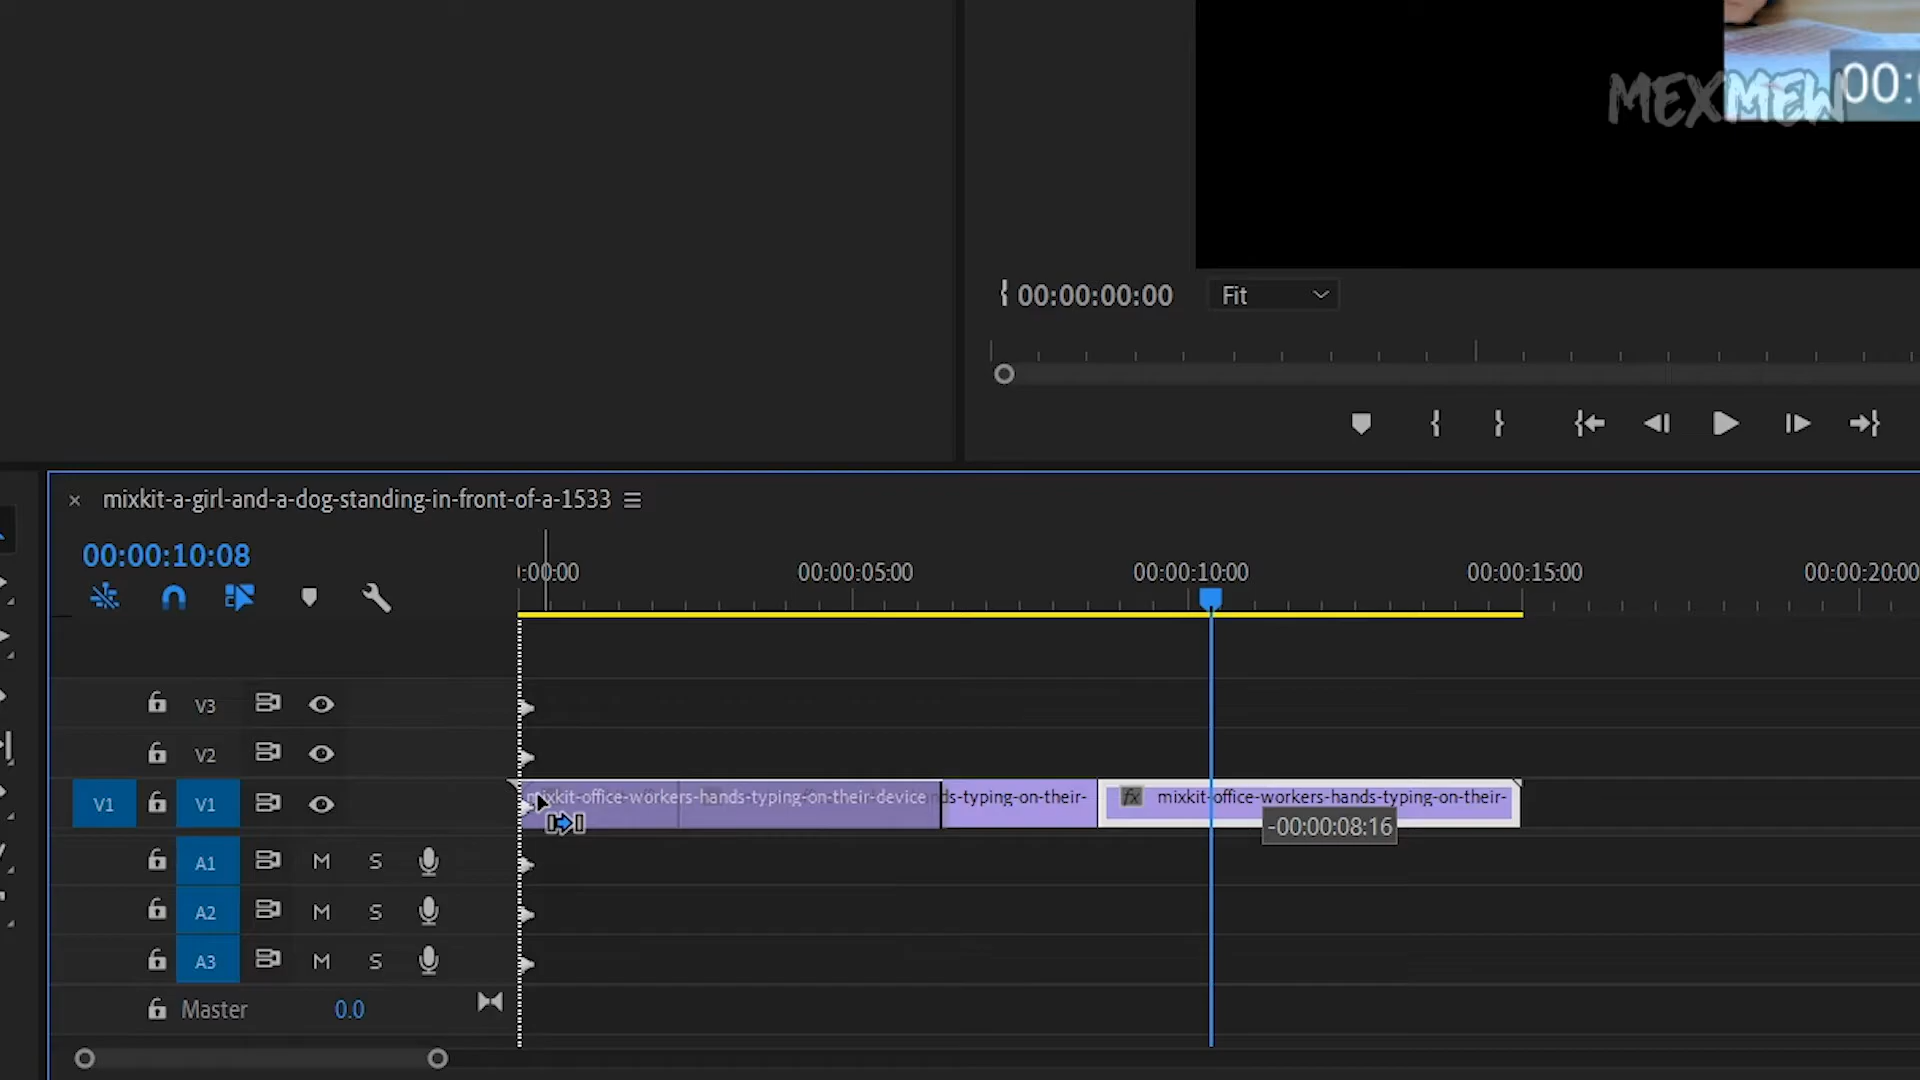 MEXMEW
00:0
00:00:00:00 Fit
mixkit-a-girl-and-a-dog-standing-in-front-of-a-1533
00:00:10:08
:00:00 00:00:05:00 00:00:10:00 00:00:15:00 00:00:20:00
V3
V2
V1 V1 mixkit-office-workers-hands-typing-on-their-device nds-typing-on-their- fx mixkit-office-workers-hands-typing-on-their-
-00:00:08:16
A1 M S
A2 M S
A3 M S
Master 0.0